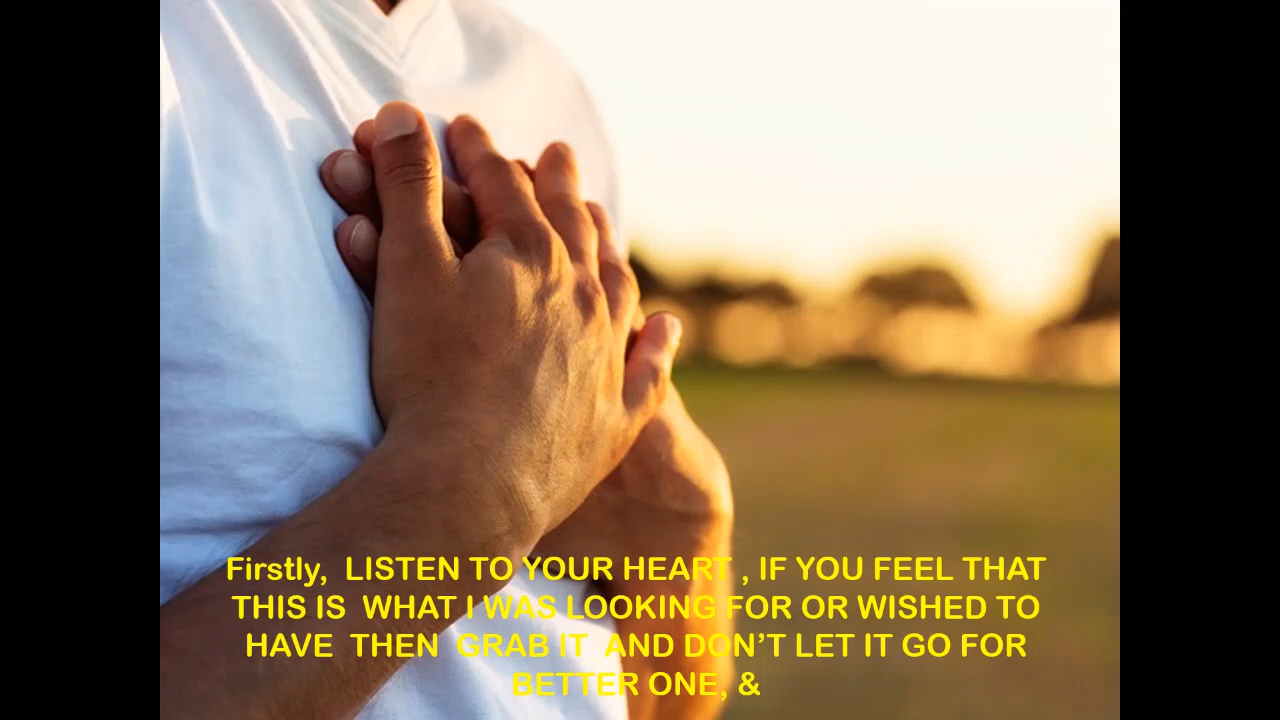 Firstly,  LISTEN TO YOUR HEART , IF YOU FEEL THAT
THIS IS  WHAT I WAS LOOKING FOR OR WISHED TO
HAVE  THEN  GRAB IT  AND DON’T LET IT GO FOR
BETTER ONE, &